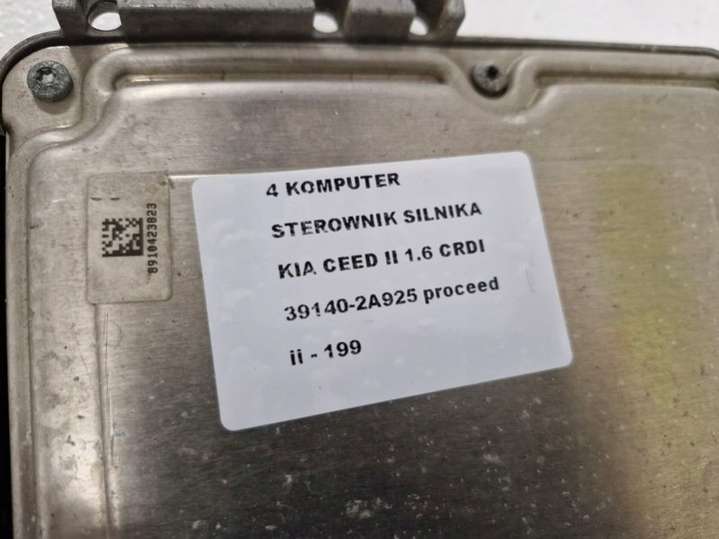 4 KOMPUTER
STEROWNIK SILNIKA
KIA CEED II 1.6 CRDI
39140-2A925 proceed
ii - 199
8910423823